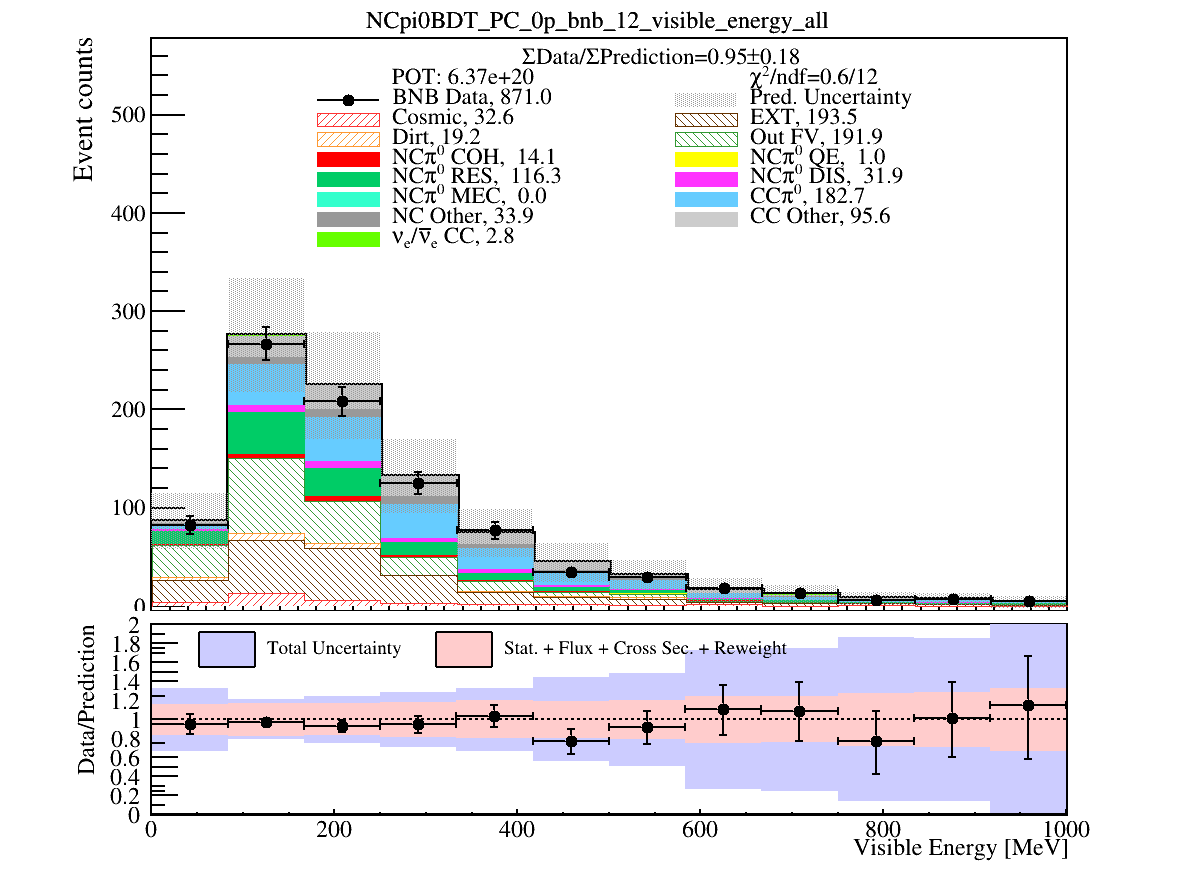 NCpi0BDT_PC_0p_bnb_12_visible_energy_all
ΣData/ΣPrediction=0.95±0.18
POT: 6.37e+20
χ²/ndf=0.6/12
BNB Data, 871.0
Pred. Uncertainty
Cosmic, 32.6
EXT, 193.5
Dirt, 19.2
Out FV, 191.9
NCπ⁰ COH, 14.1
NCπ⁰ QE, 1.0
NCπ⁰ RES, 116.3
NCπ⁰ DIS, 31.9
NCπ⁰ MEC, 0.0
CCπ⁰, 182.7
NC Other, 33.9
CC Other, 95.6
νₑ/ν̅ₑ CC, 2.8
Event counts
500
400
300
200
100
0
Total Uncertainty
Stat. + Flux + Cross Sec. + Reweight
Data/Prediction
2
1.8
1.6
1.4
1.2
1
0.8
0.6
0.4
0.2
0
0 200 400 600 800 1000
Visible Energy [MeV]